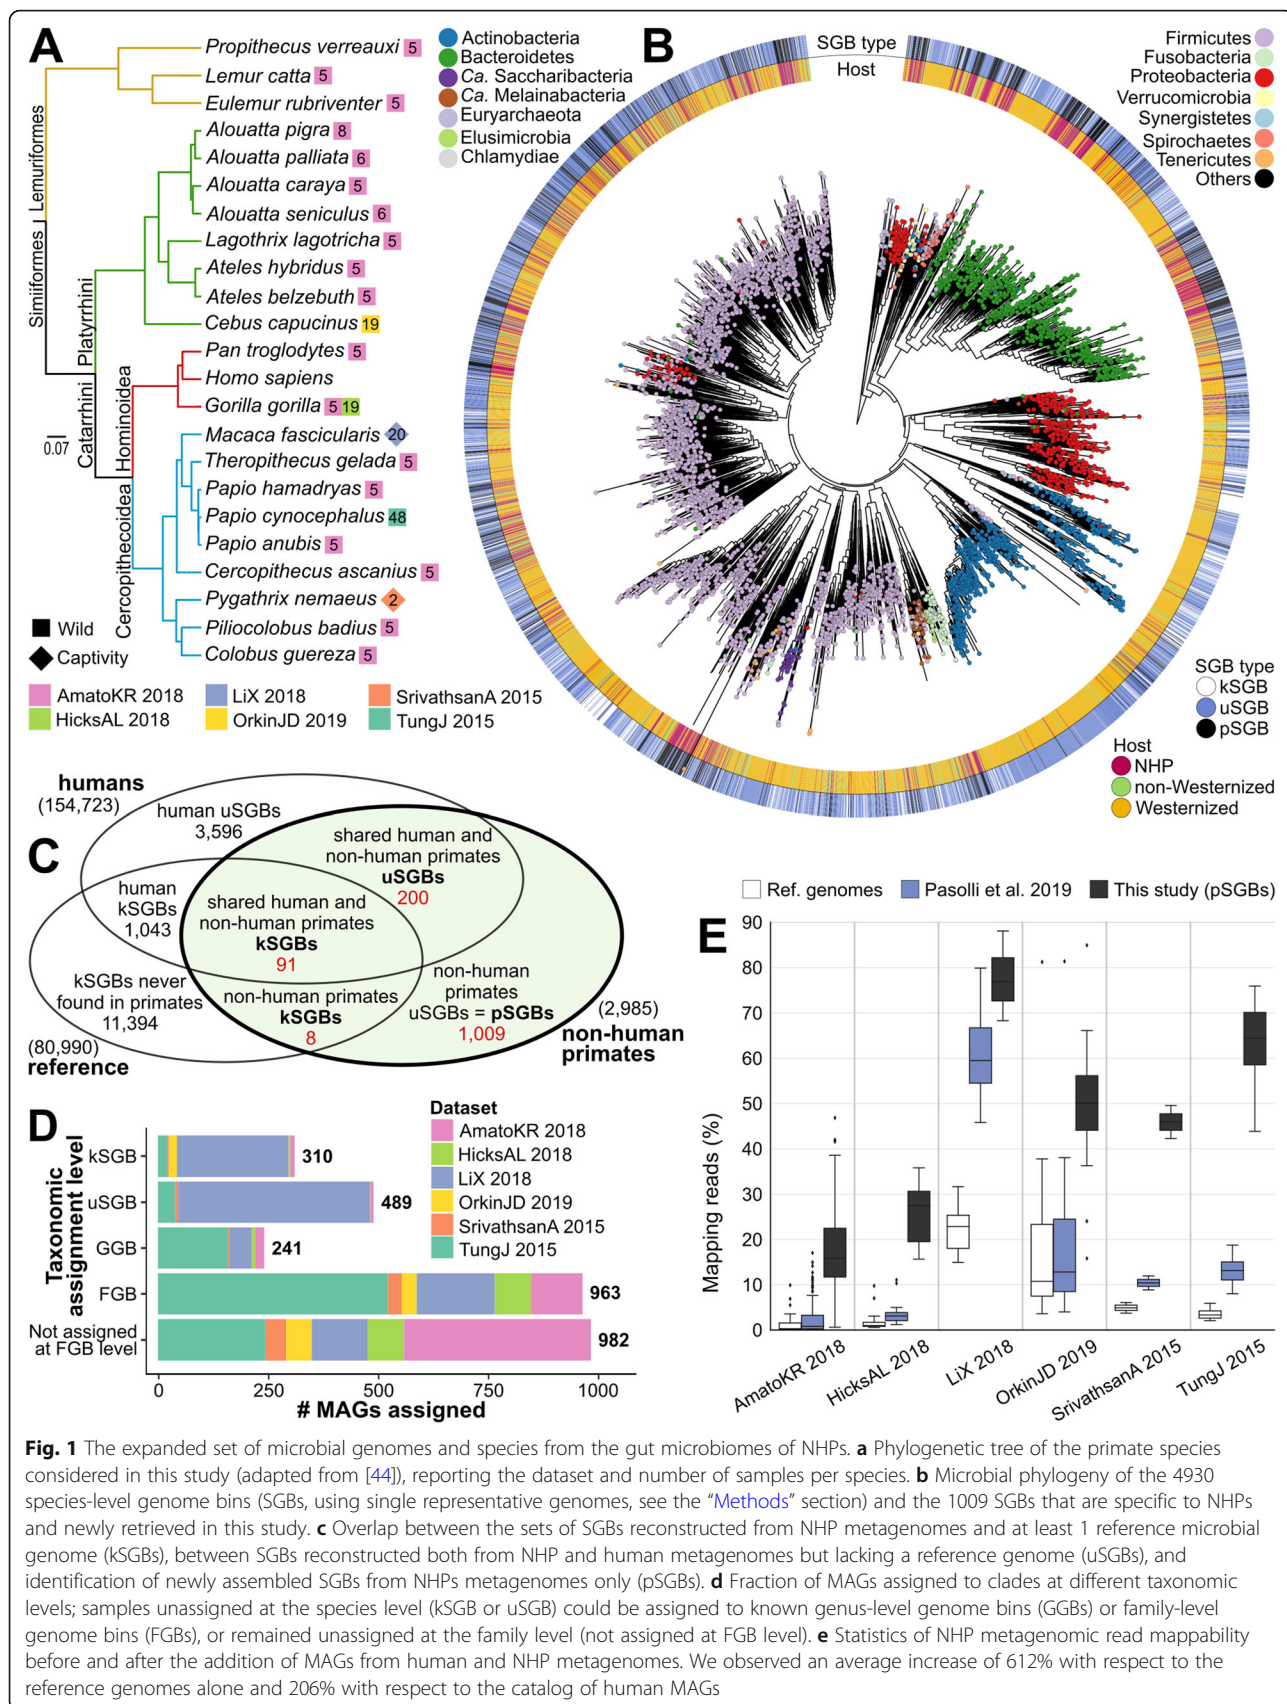 A
Propithecus verreauxi 5
Lemur catta 5
Eulemur rubriventer 5
Alouatta pigra 8
Alouatta palliata 6
Alouatta caraya 5
Alouatta seniculus 6
Lagothrix lagotricha 5
Ateles hybridus 5
Ateles belzebuth 5
Cebus capucinus 19
Pan troglodytes 5
Homo sapiens
Gorilla gorilla 5 19
Macaca fascicularis 20
Theropithecus gelada 5
Papio hamadryas 5
Papio cynocephalus 48
Papio anubis 5
Cercopithecus ascanius 5
Pygathrix nemaeus 2
Piliocolobus badius 5
Colobus guereza 5
Lemuriformes
Simiiformes
Platyrrhini
Catarrhini
Hominoidea
Cercopithecoidea
0.07
Wild
Captivity
AmatoKR 2018
LiX 2018
SrivathsanA 2015
HicksAL 2018
OrkinJD 2019
TungJ 2015
B
Actinobacteria
Bacteroidetes
Ca. Saccharibacteria
Ca. Melainabacteria
Euryarchaeota
Elusimicrobia
Chlamydiae
SGB type
Host
Firmicutes
Fusobacteria
Proteobacteria
Verrucomicrobia
Synergistetes
Spirochaetes
Tenericutes
Others
SGB type
kSGB
uSGB
pSGB
Host
NHP
non-Westernized
Westernized
C
humans
(154,723)
human uSGBs
3,596
shared human and
non-human primates
uSGBs
200
human
kSGBs
1,043
shared human and
non-human primates
kSGBs
91
kSGBs never
found in primates
11,394
non-human primates
kSGBs
8
non-human
primates
uSGBs = pSGBs
1,009
(80,990)
reference
(2,985)
non-human
primates
D
Taxonomic
assignment level
kSGB
uSGB
GGB
FGB
Not assigned
at FGB level
310
489
241
963
982
Dataset
AmatoKR 2018
HicksAL 2018
LiX 2018
OrkinJD 2019
SrivathsanA 2015
TungJ 2015
0 250 500 750 1000
# MAGs assigned
E
Ref. genomes Pasolli et al. 2019 This study (pSGBs)
Mapping reads (%)
90
80
70
60
50
40
30
20
10
0
AmatoKR 2018
HicksAL 2018
LiX 2018
OrkinJD 2019
SrivathsanA 2015
TungJ 2015
Fig. 1 The expanded set of microbial genomes and species from the gut microbiomes of NHPs. a Phylogenetic tree of the primate species
considered in this study (adapted from [44]), reporting the dataset and number of samples per species. b Microbial phylogeny of the 4930
species-level genome bins (SGBs, using single representative genomes, see the “Methods” section) and the 1009 SGBs that are specific to NHPs
and newly retrieved in this study. c Overlap between the sets of SGBs reconstructed from NHP metagenomes and at least 1 reference microbial
genome (kSGBs), between SGBs reconstructed both from NHP and human metagenomes but lacking a reference genome (uSGBs), and
identification of newly assembled SGBs from NHPs metagenomes only (pSGBs). d Fraction of MAGs assigned to clades at different taxonomic
levels; samples unassigned at the species level (kSGB or uSGB) could be assigned to known genus-level genome bins (GGBs) or family-level
genome bins (FGBs), or remained unassigned at the family level (not assigned at FGB level). e Statistics of NHP metagenomic read mappability
before and after the addition of MAGs from human and NHP metagenomes. We observed an average increase of 612% with respect to the
reference genomes alone and 206% with respect to the catalog of human MAGs